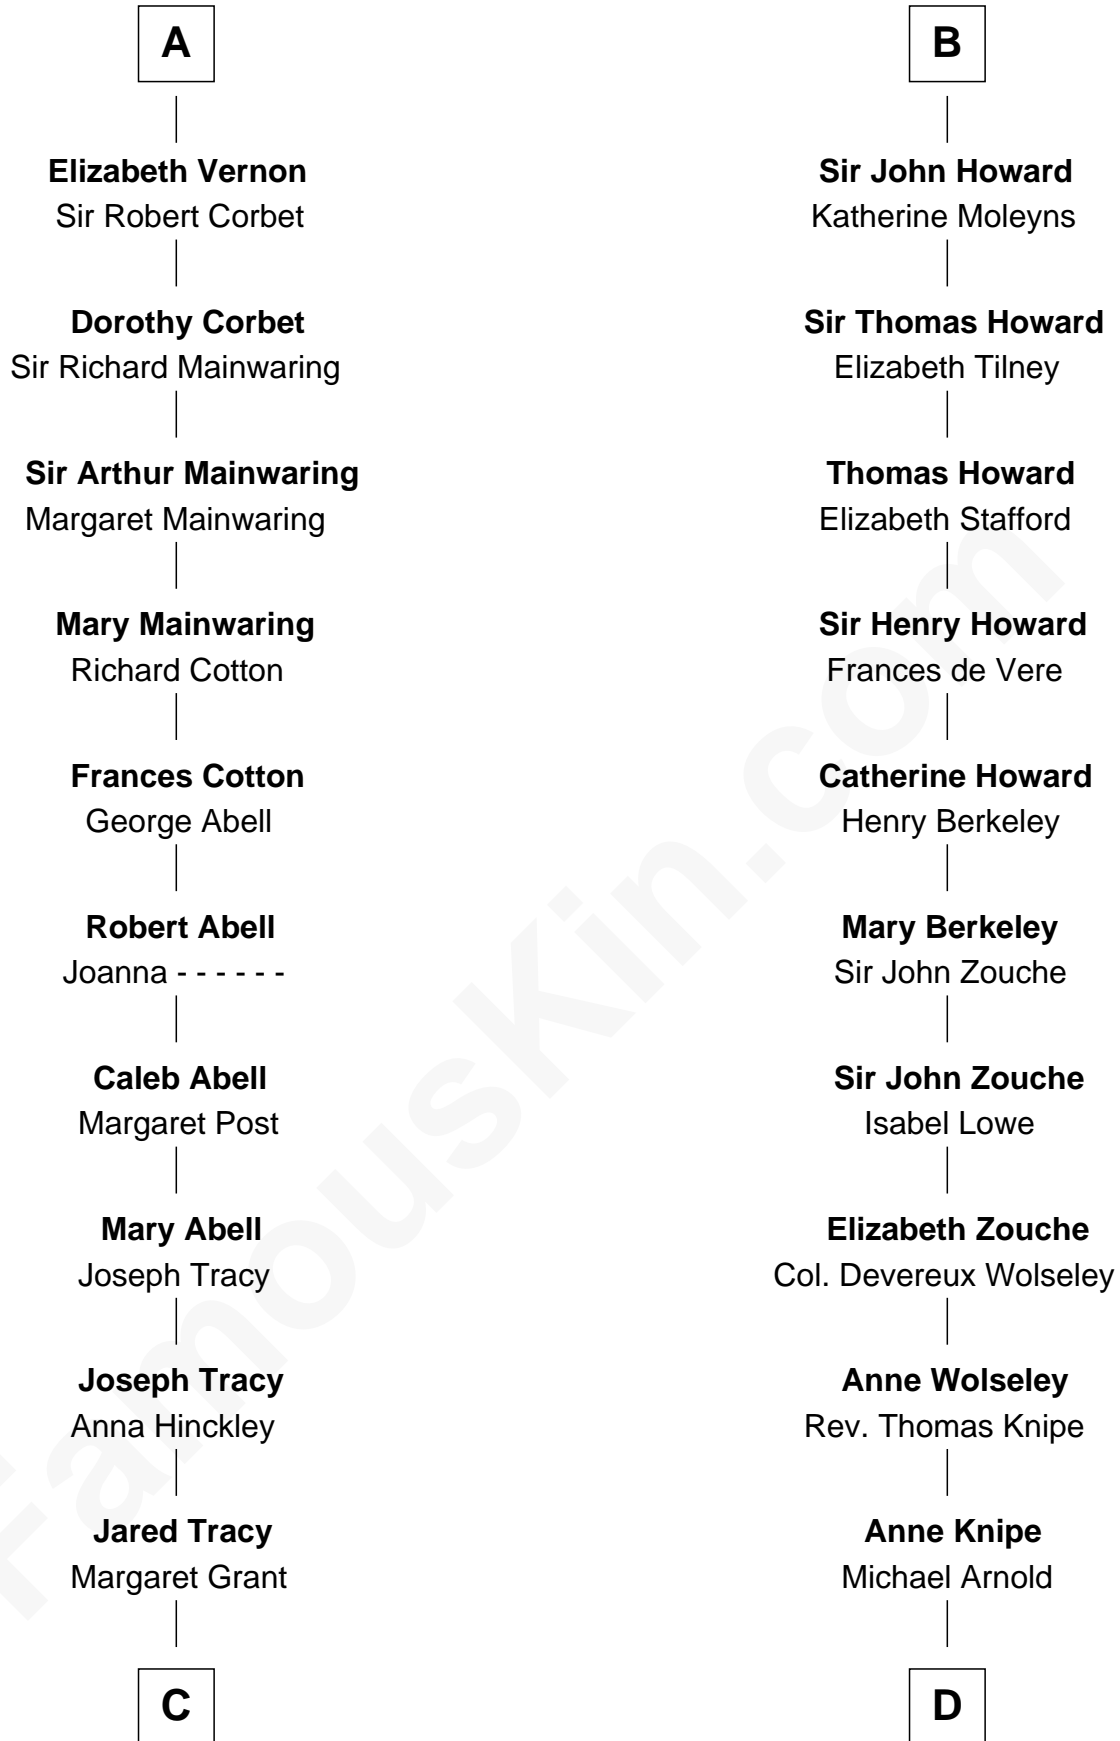 A
Elizabeth Vernon
Sir Robert Corbet
Dorothy Corbet
Sir Richard Mainwaring
Sir Arthur Mainwaring
Margaret Mainwaring
Mary Mainwaring
Richard Cotton
Frances Cotton
George Abell
Robert Abell
Joanna - - - - - -
Caleb Abell
Margaret Post
Mary Abell
Joseph Tracy
Joseph Tracy
Anna Hinckley
Jared Tracy
Margaret Grant
C
B
Sir John Howard
Katherine Moleyns
Sir Thomas Howard
Elizabeth Tilney
Thomas Howard
Elizabeth Stafford
Sir Henry Howard
Frances de Vere
Catherine Howard
Henry Berkeley
Mary Berkeley
Sir John Zouche
Sir John Zouche
Isabel Lowe
Elizabeth Zouche
Col. Devereux Wolseley
Anne Wolseley
Rev. Thomas Knipe
Anne Knipe
Michael Arnold
D
FamousKin.com